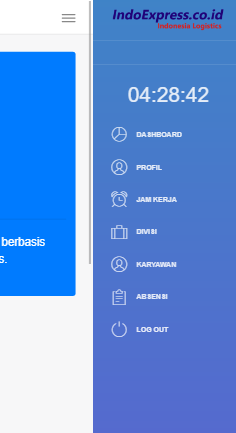 IndoExpress.co.id
Indonesia Logistics
04:28:42
DASHBOARD
PROFIL
JAM KERJA
DIVISI
KARYAWAN
ABSENSI
LOG OUT
berbasis
s.